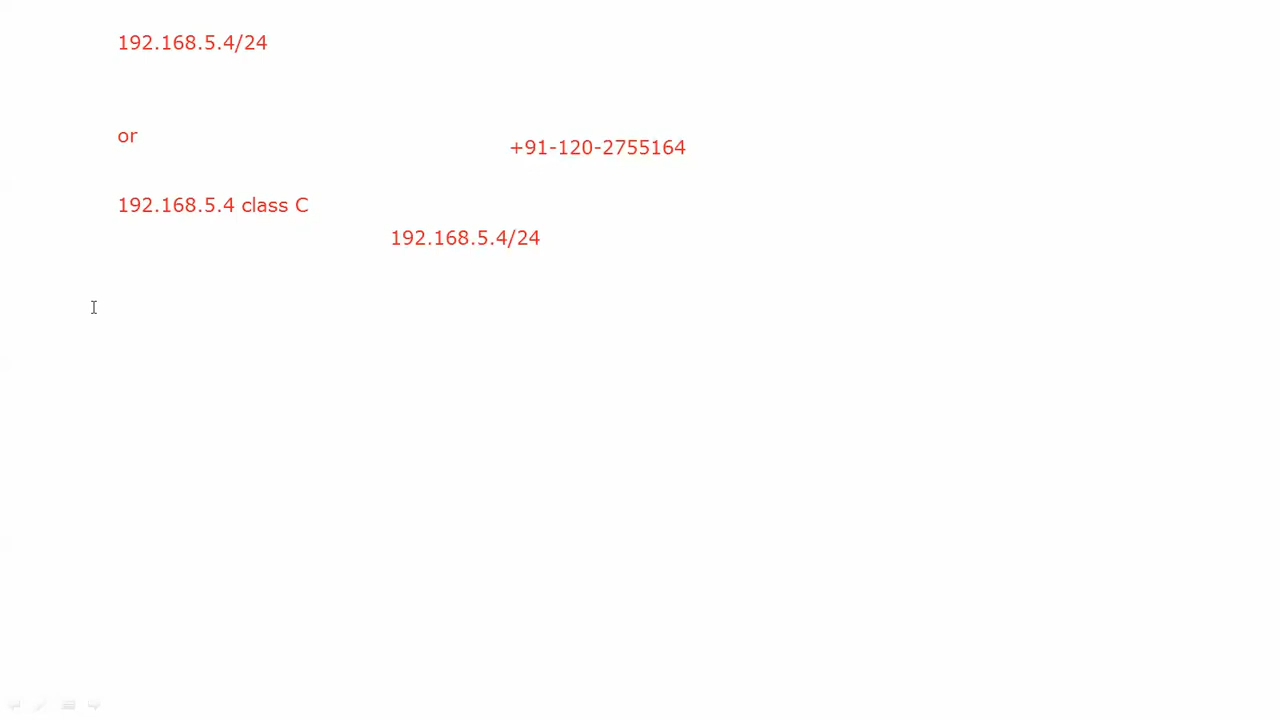 192.168.5.4/24
or
+91-120-2755164
192.168.5.4 class C
192.168.5.4/24